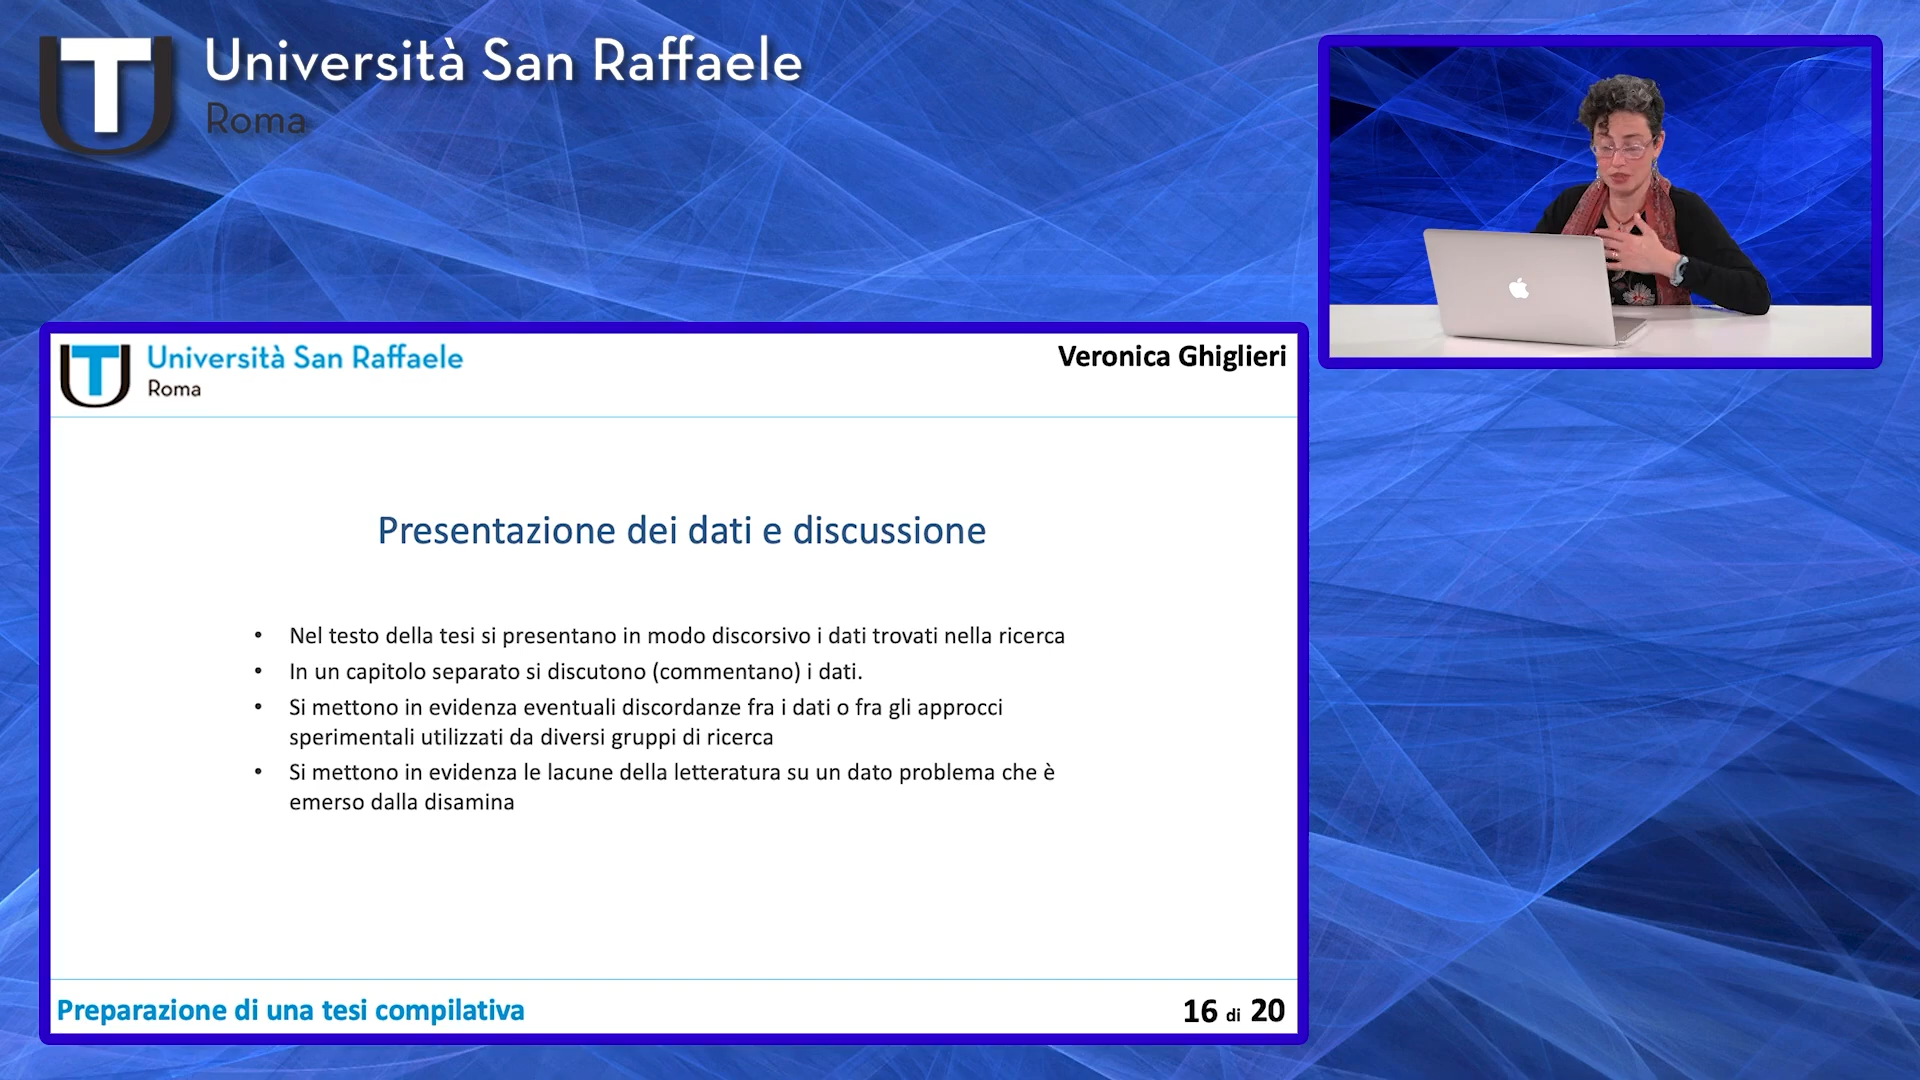 Università San Raffaele
Roma
Università San Raffaele
Roma
Veronica Ghiglieri
Presentazione dei dati e discussione
• Nel testo della tesi si presentano in modo discorsivo i dati trovati nella ricerca
• In un capitolo separato si discutono (commentano) i dati.
• Si mettono in evidenza eventuali discordanze fra i dati o fra gli approcci
sperimentali utilizzati da diversi gruppi di ricerca
• Si mettono in evidenza le lacune della letteratura su un dato problema che è
emerso dalla disamina
Preparazione di una tesi compilativa
16 di 20